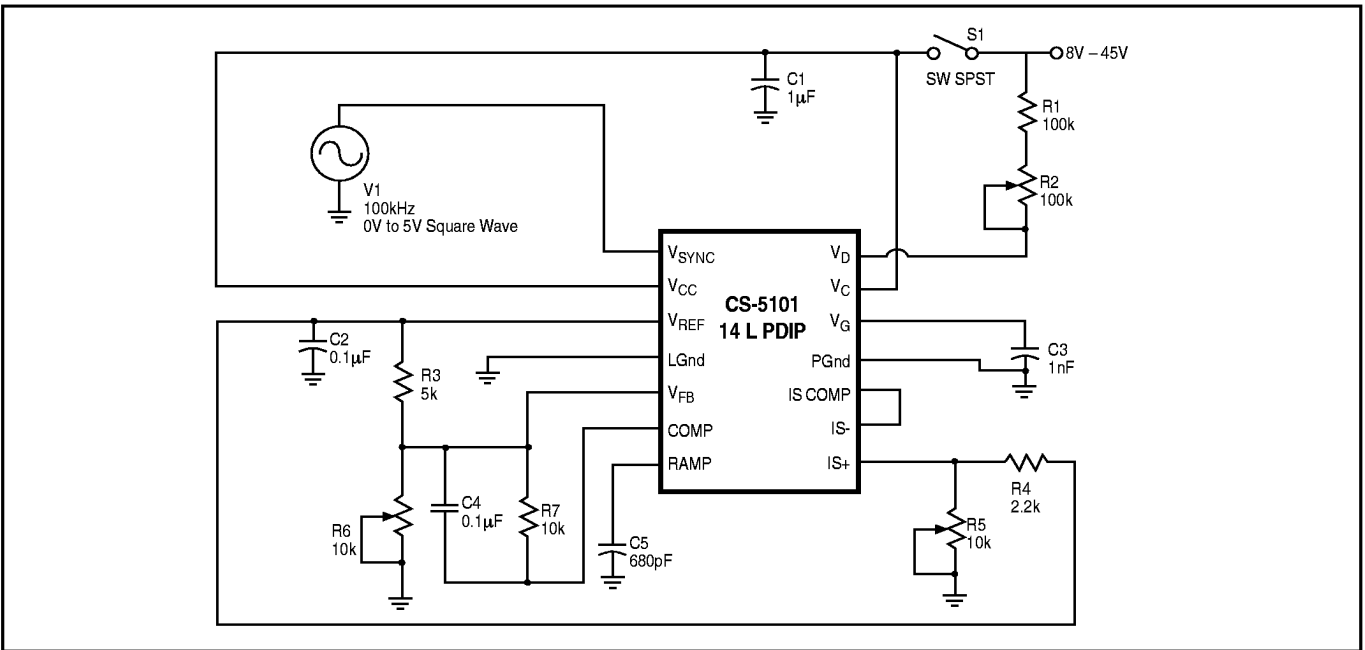 S1
8V – 45V
SW SPST
C1
1μF
R1
100k
R2
100k
V1
100kHz
0V to 5V Square Wave
VSYNC
VCC
VREF
LGnd
VFB
COMP
RAMP
CS-5101
14 L PDIP
VD
VC
VG
PGnd
IS COMP
IS-
IS+
C2
0.1μF
R3
5k
C3
1nF
R4
2.2k
R5
10k
C4
0.1μF
R7
10k
R6
10k
C5
680pF